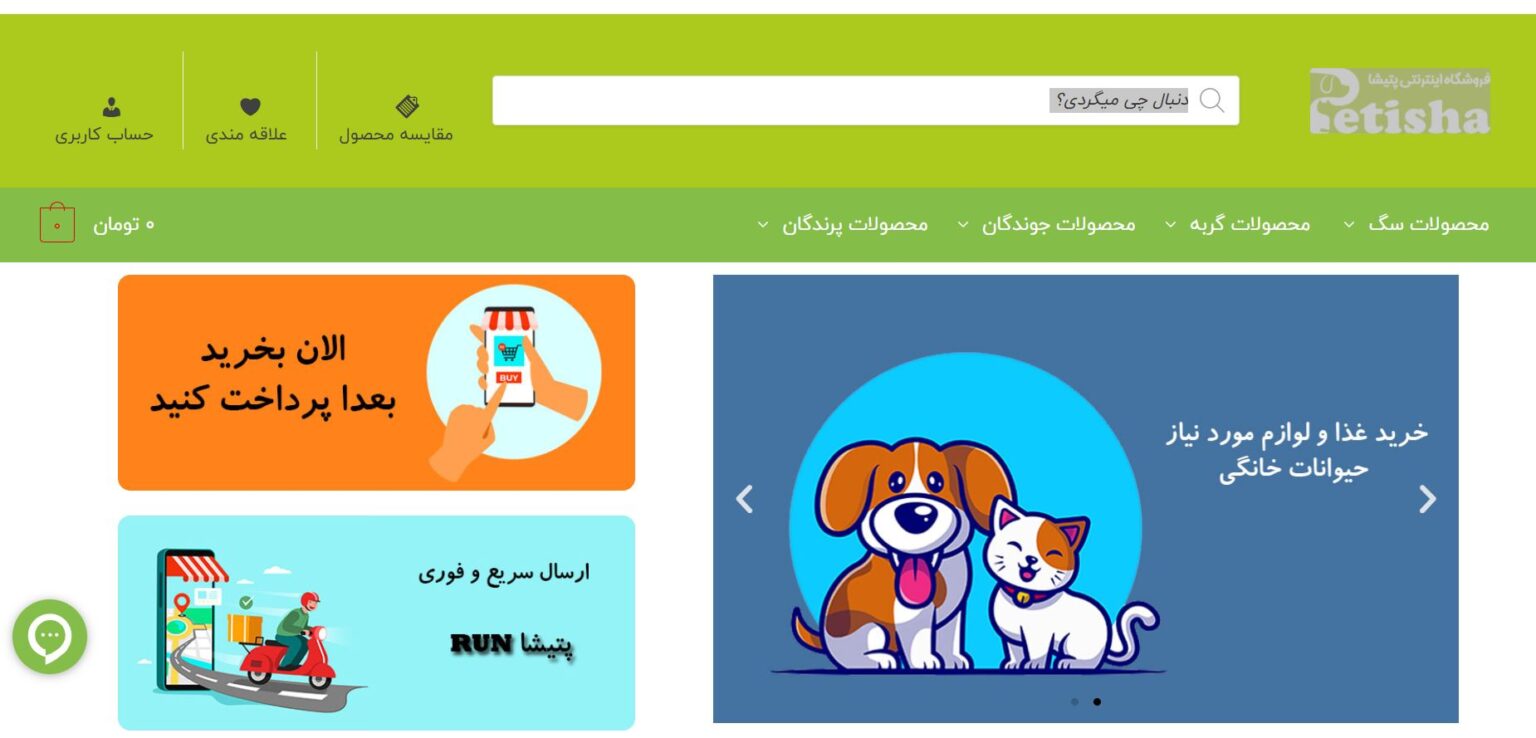 فروشگاه اینترنتی پتیشا
Petisha
دنبال چی میگردی؟
مقایسه محصول
علاقه مندی
حساب کاربری
محصولات سگ
محصولات گربه
محصولات جوندگان
محصولات پرندگان
۰ تومان
۰
خرید غذا و لوازم مورد نیاز
حیوانات خانگی
الان بخرید
بعدا پرداخت کنید
BUY
ارسال سریع و فوری
پتیشا RUN